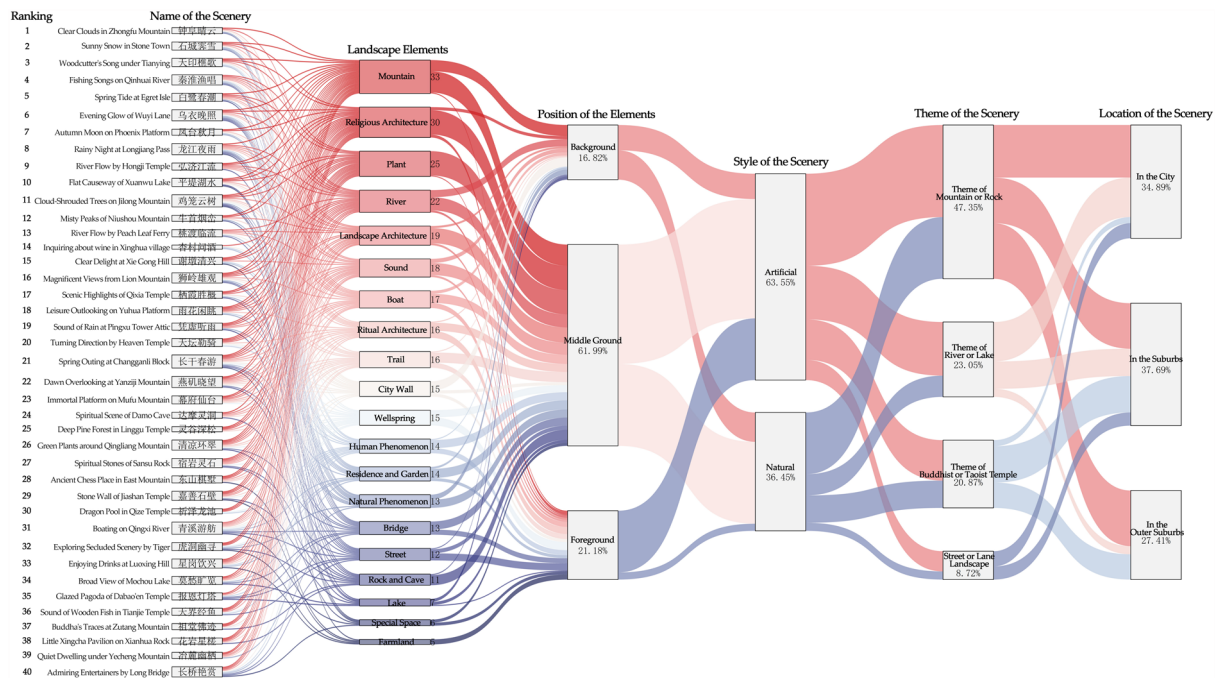 Ranking
Name of the Scenery
1 Clear Clouds in Zhongfu Mountain 钟阜晴云
2 Sunny Snow in Stone Town 石城霁雪
3 Woodcutter's Song under Tianying 天印樵歌
4 Fishing Songs on Qinhuai River 秦淮渔唱
5 Spring Tide at Egret Isle 白鹭春潮
6 Evening Glow of Wuyi Lane 乌衣晚照
7 Autumn Moon on Phoenix Platform 凤台秋月
8 Rainy Night at Longjiang Pass 龙江夜雨
9 River Flow by Hongji Temple 弘济江流
10 Flat Causeway of Xuanwu Lake 平堤湖水
11 Cloud-Shrouded Trees on Jilong Mountain 鸡笼云树
12 Misty Peaks of Niushou Mountain 牛首烟峦
13 River Flow by Peach Leaf Ferry 桃渡临流
14 Inquiring about wine in Xinghua village 杏村问酒
15 Clear Delight at Xie Gong Hill 谢墩清兴
16 Magnificent Views from Lion Mountain 狮岭雄观
17 Scenic Highlights of Qixia Temple 栖霞胜概
18 Leisure Outlooking on Yuhua Platform 雨花闲眺
19 Sound of Rain at Pingxu Tower Attic 凭虚听雨
20 Turning Direction by Heaven Temple 天坛勒骑
21 Spring Outing at Changganli Block 长干春游
22 Dawn Overlooking at Yanziji Mountain 燕矶晓望
23 Immortal Platform on Mufu Mountain 幕府仙台
24 Spiritual Scene of Damo Cave 达摩灵洞
25 Deep Pine Forest in Linggu Temple 灵谷深松
26 Green Plants around Qingliang Mountain 清凉环翠
27 Spiritual Stones of Sansu Rock 宿岩灵石
28 Ancient Chess Place in East Mountain 东山棋墅
29 Stone Wall of Jiashan Temple 嘉善石壁
30 Dragon Pool in Qize Temple 祈泽龙池
31 Boating on Qingxi River 青溪游舫
32 Exploring Secluded Scenery by Tiger 虎洞幽寻
33 Enjoying Drinks at Luoxing Hill 星岗饮兴
34 Broad View of Mochou Lake 莫愁旷览
35 Glazed Pagoda of Dabao'en Temple 报恩灯塔
36 Sound of Wooden Fish in Tianjie Temple 天界经鱼
37 Buddha's Traces at Zutang Mountain 祖堂佛迹
38 Little Xingcha Pavilion on Xianhua Rock 花岩星槎
39 Quiet Dwelling under Yecheng Mountain 冶麓幽栖
40 Admiring Entertainers by Long Bridge 长桥艳赏
Landscape Elements
Mountain 33
Religious Architecture 30
Plant 25
River 22
Landscape Architecture 19
Sound 18
Boat 17
Ritual Architecture 16
Trail 16
City Wall 15
Wellspring 15
Human Phenomenon 14
Residence and Garden 14
Natural Phenomenon 13
Bridge 13
Street 12
Rock and Cave 11
Lake 7
Special Space 6
Farmland 6
Position of the Elements
Background
16.82%
Middle Ground
61.99%
Foreground
21.18%
Style of the Scenery
Artificial
63.55%
Natural
36.45%
Theme of the Scenery
Theme of
Mountain or Rock
47.35%
Theme of
River or Lake
23.05%
Theme of
Buddhist or Taoist Temple
20.87%
Street or Lane
Landscape
8.72%
Location of the Scenery
In the City
34.89%
In the Suburbs
37.69%
In the
Outer Suburbs
27.41%